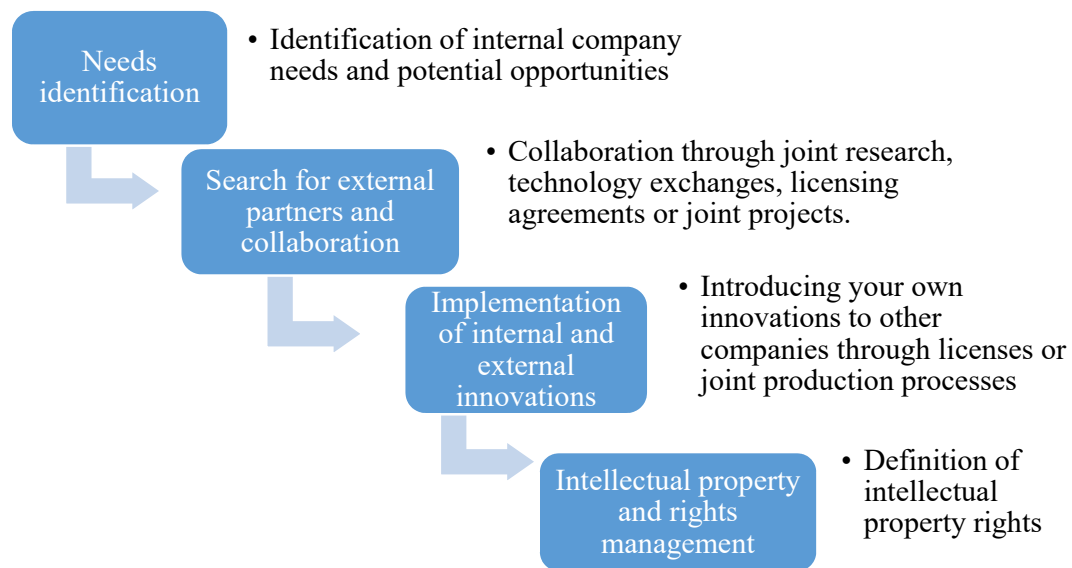 Needs
identification
• Identification of internal company
needs and potential opportunities
Search for external
partners and
collaboration
• Collaboration through joint research,
technology exchanges, licensing
agreements or joint projects.
Implementation
of internal and
external
innovations
• Introducing your own
innovations to other
companies through licenses or
joint production processes
Intellectual property
and rights
management
• Definition of
intellectual
property rights